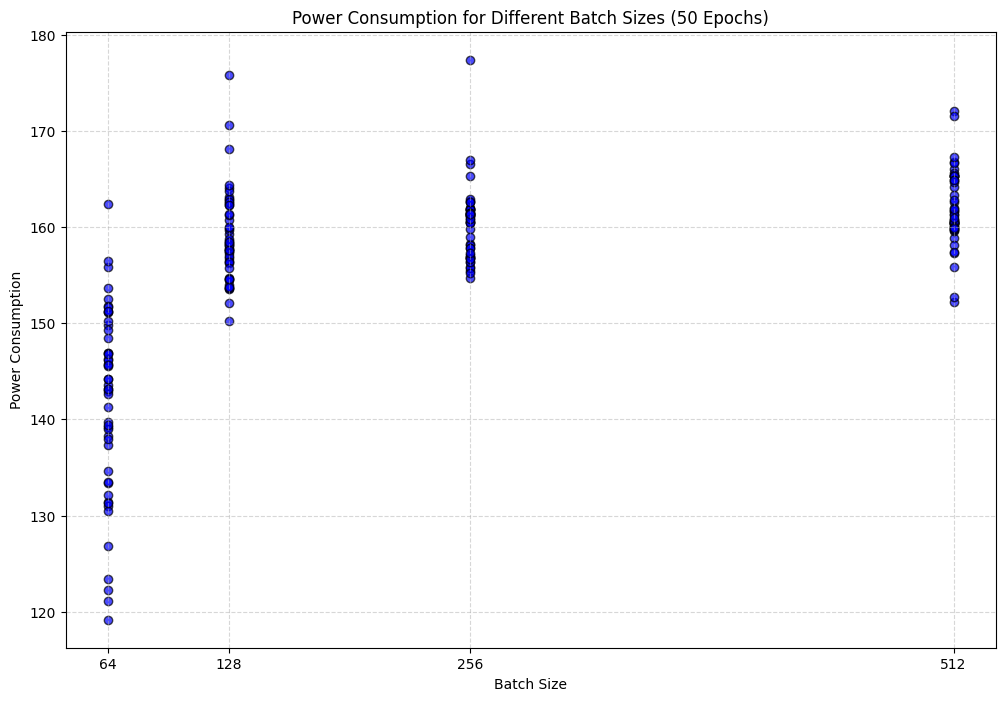 Power Consumption for Different Batch Sizes (50 Epochs)
180
170
160
150
140
130
120
Power Consumption
64 128 256 512
Batch Size